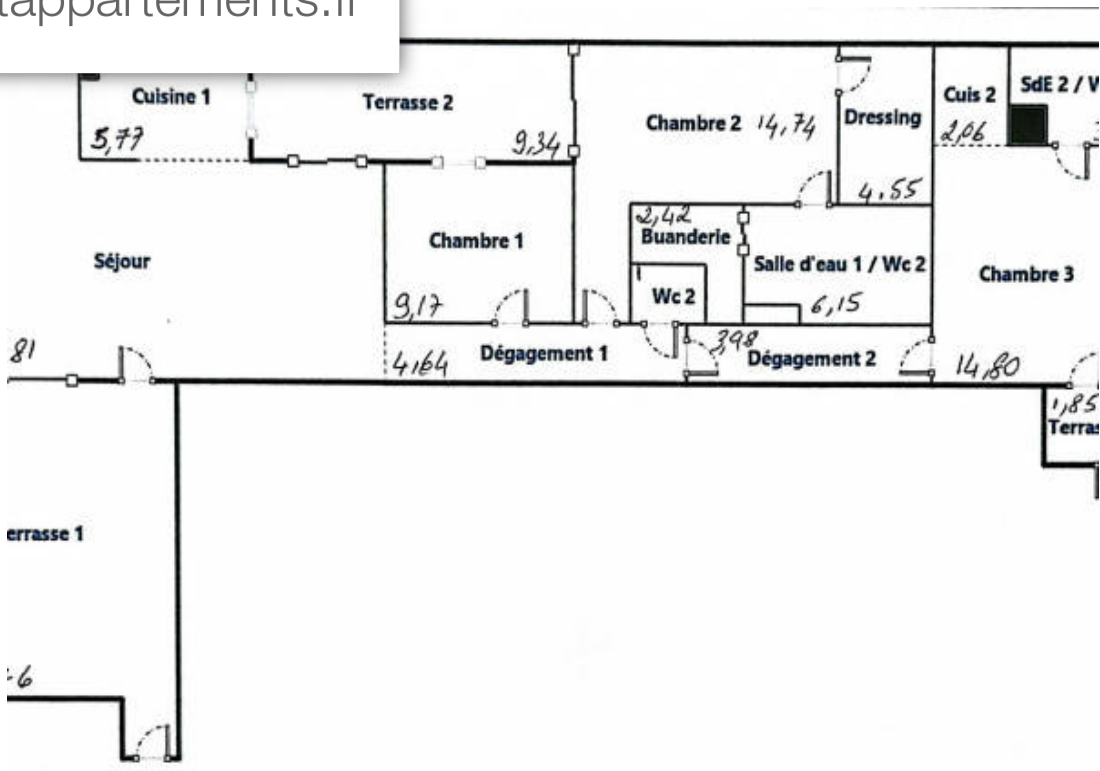 tappartements.fr
Cuisine 1
5,77
Terrasse 2
9,34
Chambre 2 14,74
Dressing
4.55
Cuis 2
2,06
SdE 2 / W
Séjour
81
Chambre 1
9,17
2,42
Buanderie
Wc 2
Salle d'eau 1 / Wc 2
6,15
Chambre 3
14,80
4,64
Dégagement 1
3,98
Dégagement 2
1,85
Terras
errasse 1
6